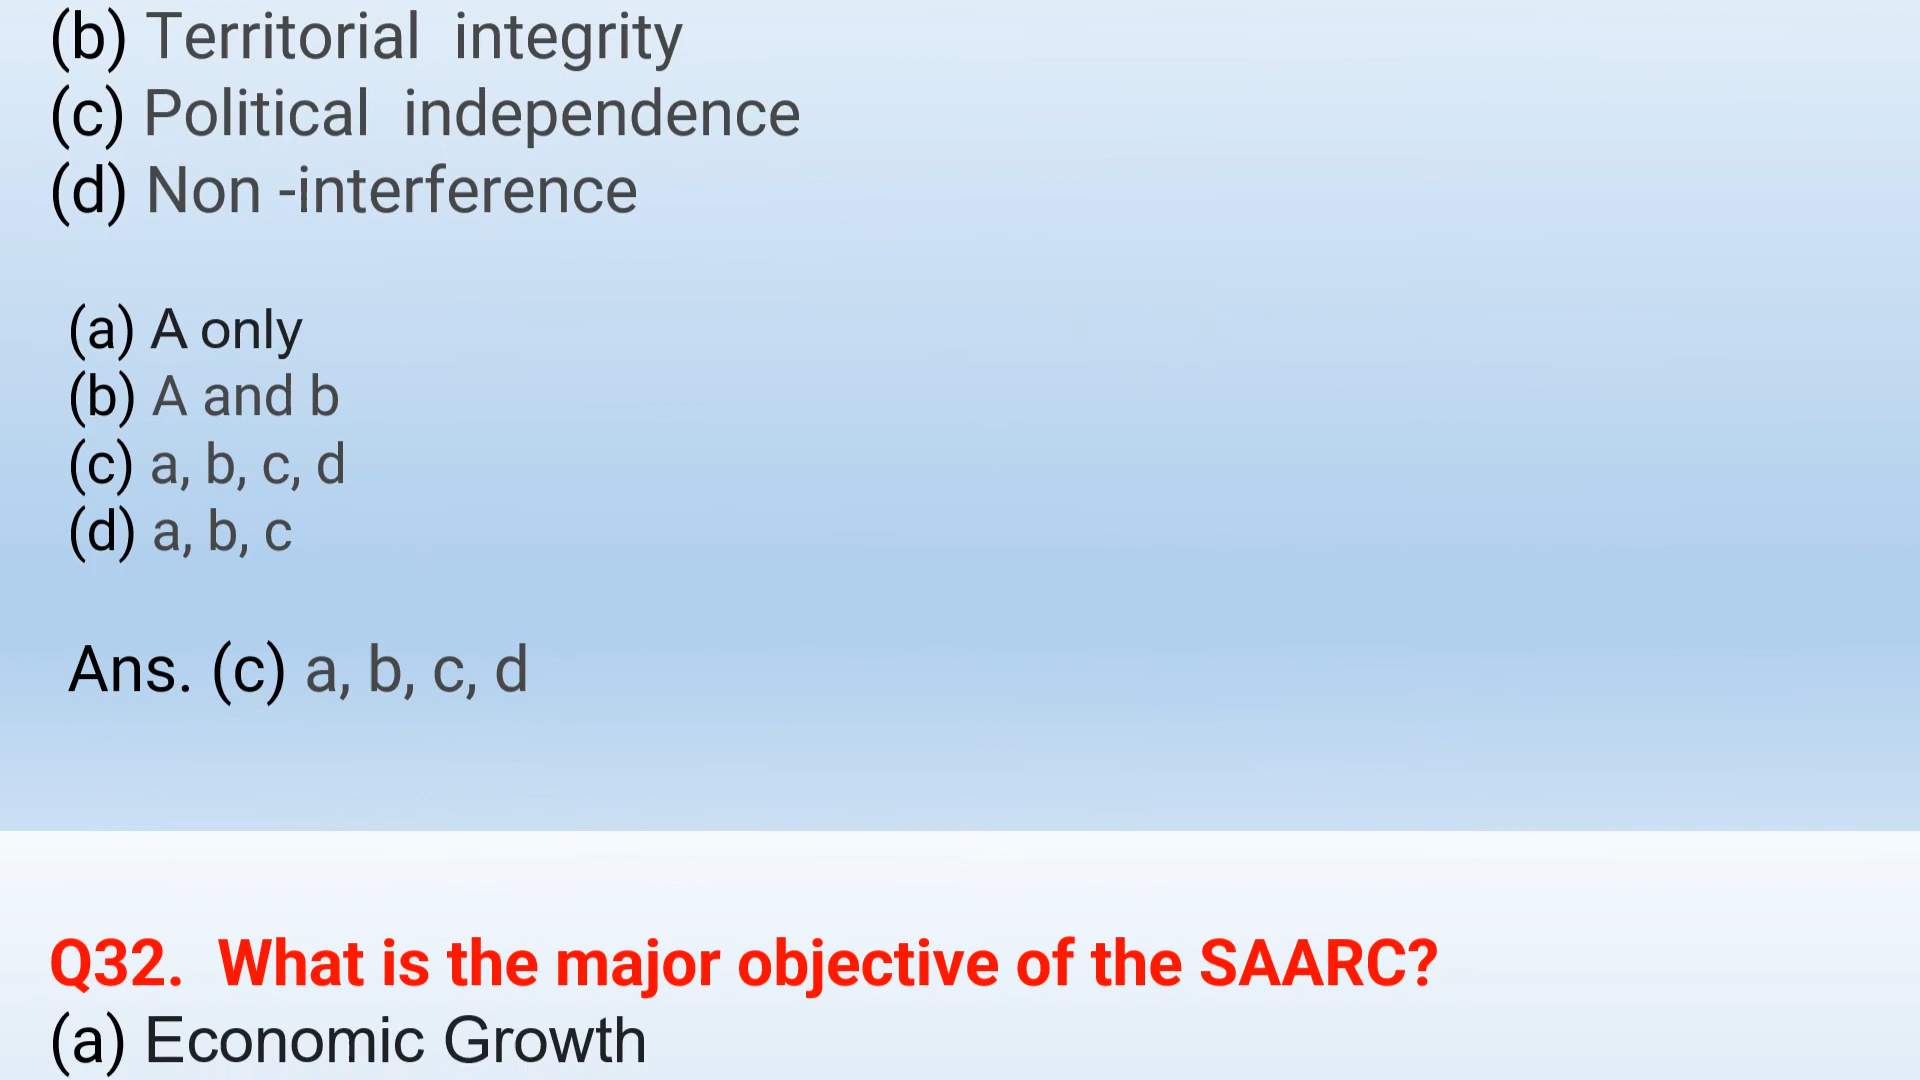 (b) Territorial integrity
(c) Political independence
(d) Non -interference
(a) A only
(b) A and b
(c) a, b, c, d
(d) a, b, c
Ans. (c) a, b, c, d
Q32. What is the major objective of the SAARC?
(a) Economic Growth